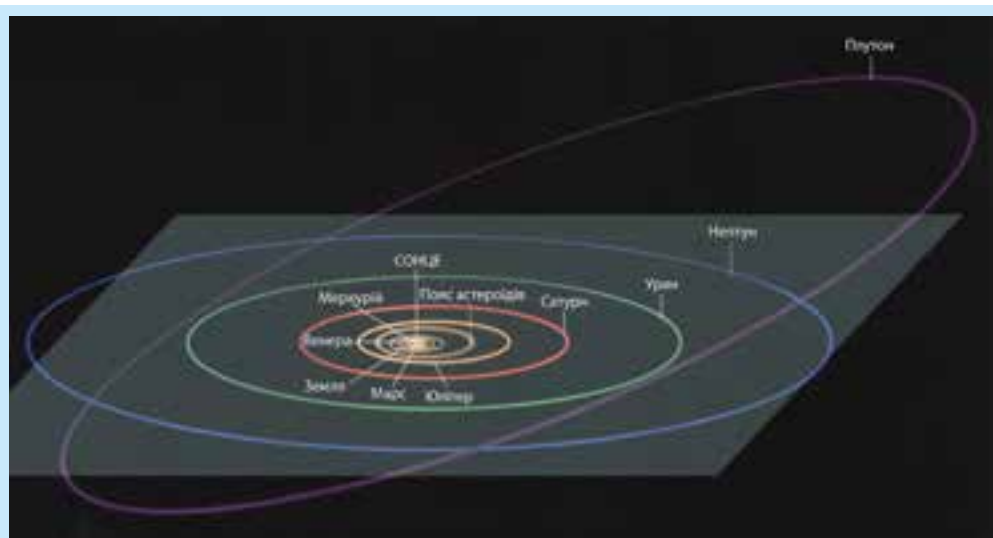 Плутон
Нептун
СОНЦЕ
Уран
Меркурій
Пояс астероїдів
Сатурн
Венера
Земля
Марс
Юпітер